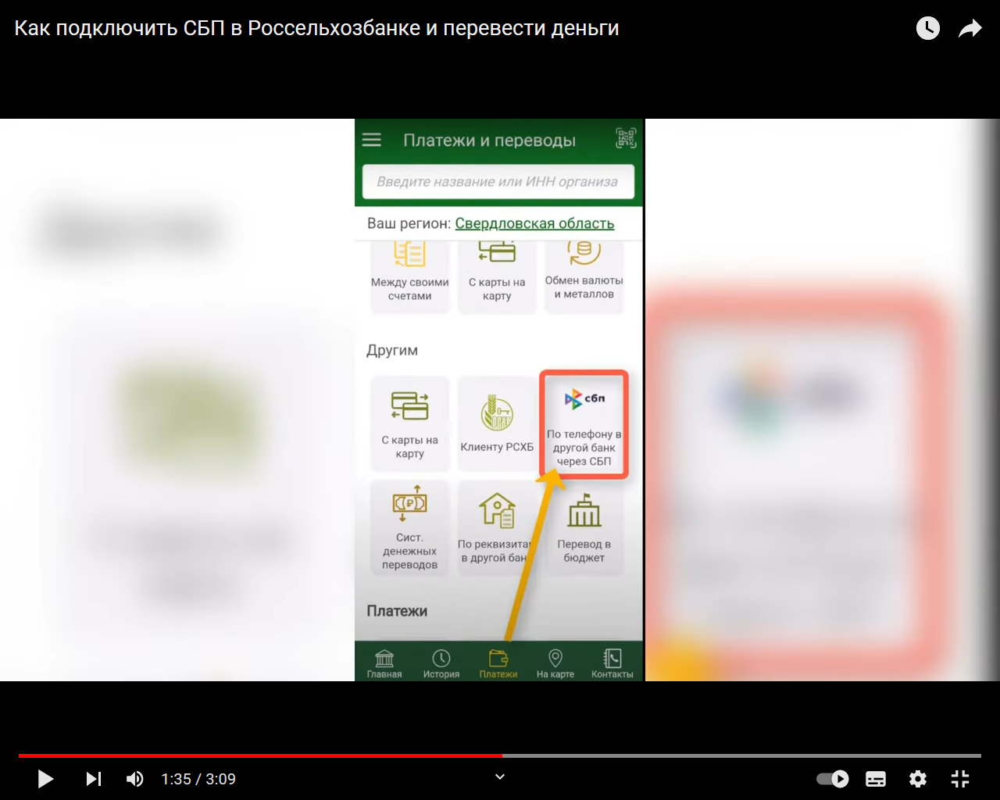 Как подключить СБП в Россельхозбанке и перевести деньги
Платежи и переводы
Введите название или ИНН организа
Ваш регион: Свердловская область
Между своими
счетами
С карты на
карту
Обмен валюты
и металлов
Другим
С карты на
карту
Клиенту РСХБ
сбп
По телефону в
другой банк
через СБП
Сист.
денежных
переводов
По реквизитам
в другой банк
Перевод в
бюджет
Платежи
Главная
История
Платежи
На карте
Контакты
1:35 / 3:09